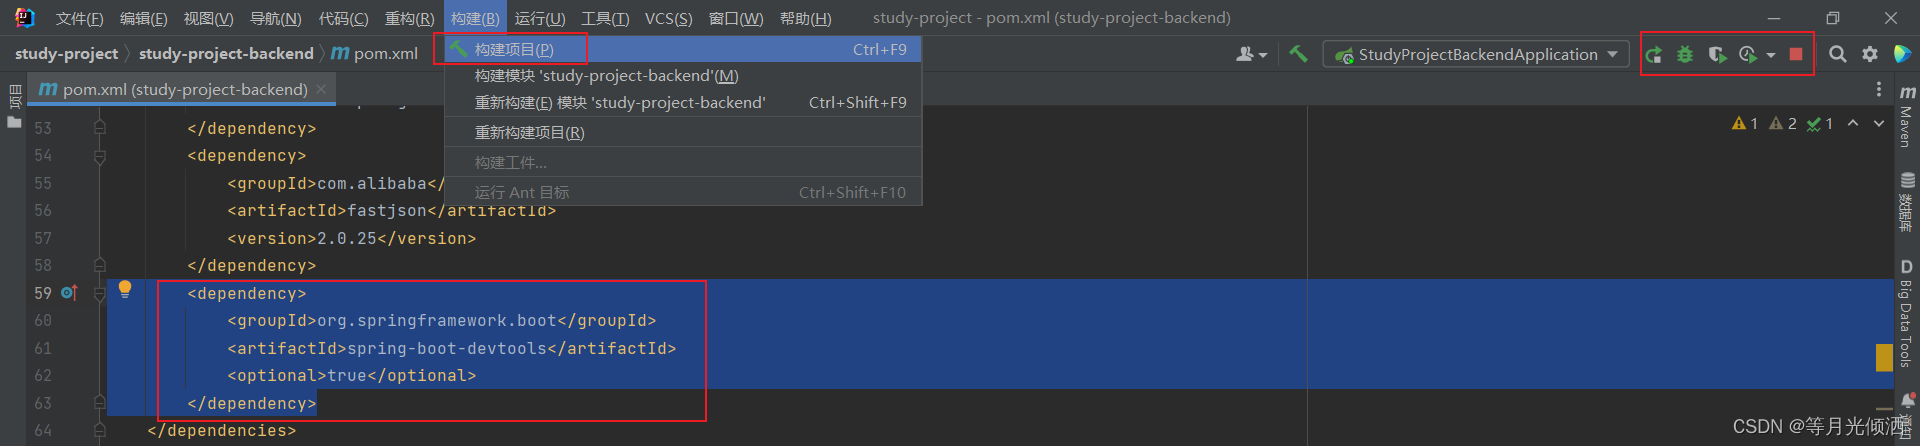 文件(F) 编辑(E) 视图(V) 导航(N) 代码(C) 重构(R) 构建(B) 运行(U) 工具(T) VCS(S) 窗口(W) 帮助(H) study-project - pom.xml (study-project-backend)
study-project study-project-backend m pom.xml
StudyProjectBackendApplication
构建项目(P) Ctrl+F9
构建模块 'study-project-backend'(M)
重新构建(E) 模块 'study-project-backend' Ctrl+Shift+F9
重新构建项目(R)
构建工件...
运行 Ant 目标 Ctrl+Shift+F10
项目
m pom.xml (study-project-backend)
1 2 1
53 </dependency>
54 <dependency>
55 <groupId>com.alibaba</
56 <artifactId>fastjson</artifactId>
57 <version>2.0.25</version>
58 </dependency>
59 <dependency>
60 <groupId>org.springframework.boot</groupId>
61 <artifactId>spring-boot-devtools</artifactId>
62 <optional>true</optional>
63 </dependency>
64 </dependencies>
m Maven
数据库
D Big Data Tools
通知
CSDN @等月光倾洒